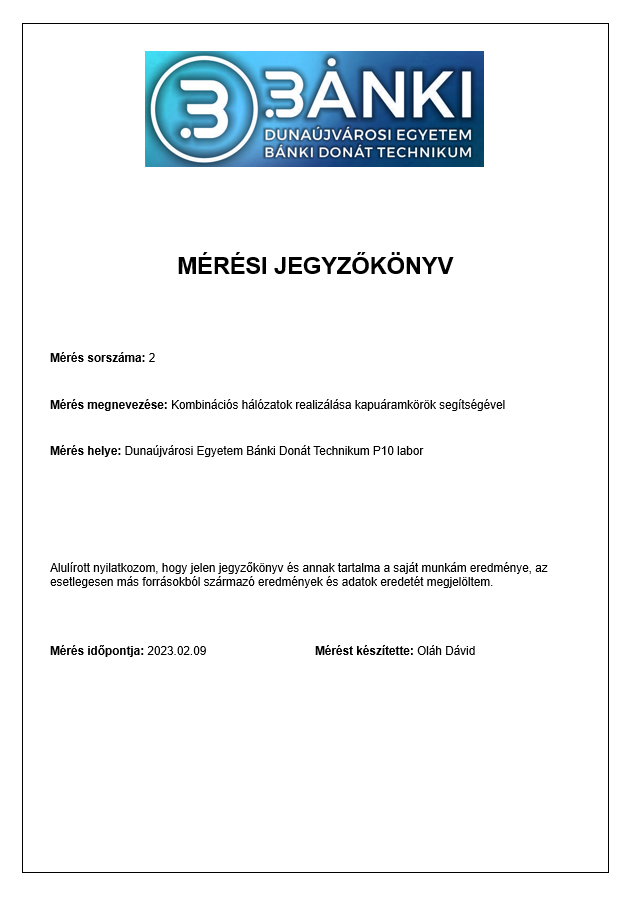 BÁNKI
DUNAÚJVÁROSI EGYETEM
BÁNKI DONÁT TECHNIKUM
MÉRÉSI JEGYZŐKÖNYV
Mérés sorszáma: 2
Mérés megnevezése: Kombinációs hálózatok realizálása kapuáramkörök segítségével
Mérés helye: Dunaújvárosi Egyetem Bánki Donát Technikum P10 labor
Alulírott nyilatkozom, hogy jelen jegyzőkönyv és annak tartalma a saját munkám eredménye, az
esetlegesen más forrásokból származó eredmények és adatok eredetét megjelöltem.
Mérés időpontja: 2023.02.09 Mérést készítette: Oláh Dávid